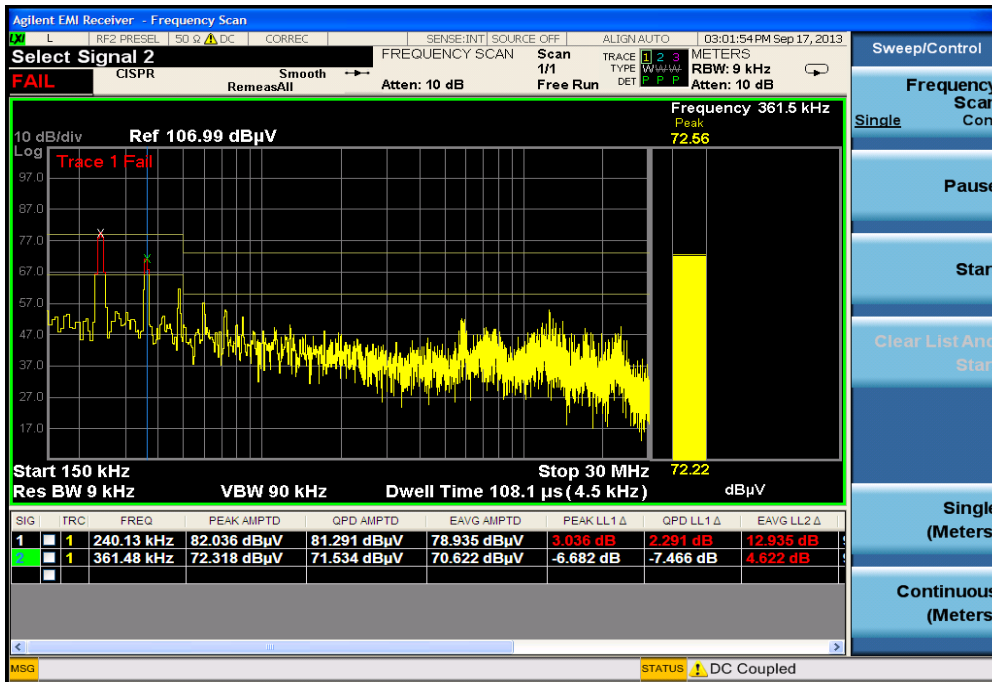 Agilent EMI Receiver - Frequency Scan
LXI L RF2 PRESEL 50 Ω DC CORREC SENSE:INT SOURCE OFF ALIGN AUTO 03:01:54 PM Sep 17, 2013
Select Signal 2
FREQUENCY SCAN Scan TRACE 1 2 3 METERS
FAIL CISPR Smooth 1/1 TYPE W W W RBW: 9 kHz
RemeasAll Atten: 10 dB Free Run DET P P P Atten: 10 dB
Frequency 361.5 kHz
Peak
10 dB/div Ref 106.99 dBµV 72.56
Log
Trace 1 Fail
97.0
87.0
77.0
67.0
57.0
47.0
37.0
27.0
17.0
Start 150 kHz Stop 30 MHz 72.22
Res BW 9 kHz VBW 90 kHz Dwell Time 108.1 µs (4.5 kHz) dBµV
SIG TRC FREQ PEAK AMPTD QPD AMPTD EAVG AMPTD PEAK LL1 Δ QPD LL1 Δ EAVG LL2 Δ
1 1 240.13 kHz 82.036 dBµV 81.291 dBµV 78.935 dBµV 3.036 dB 2.291 dB 12.935 dB
2 1 361.48 kHz 72.318 dBµV 71.534 dBµV 70.622 dBµV -6.682 dB -7.466 dB 4.622 dB
MSG STATUS DC Coupled
Sweep/Control
Frequency
Scan
Single Con
Pause
Star
Clear List And
Star
Single
(Meters
Continuous
(Meters